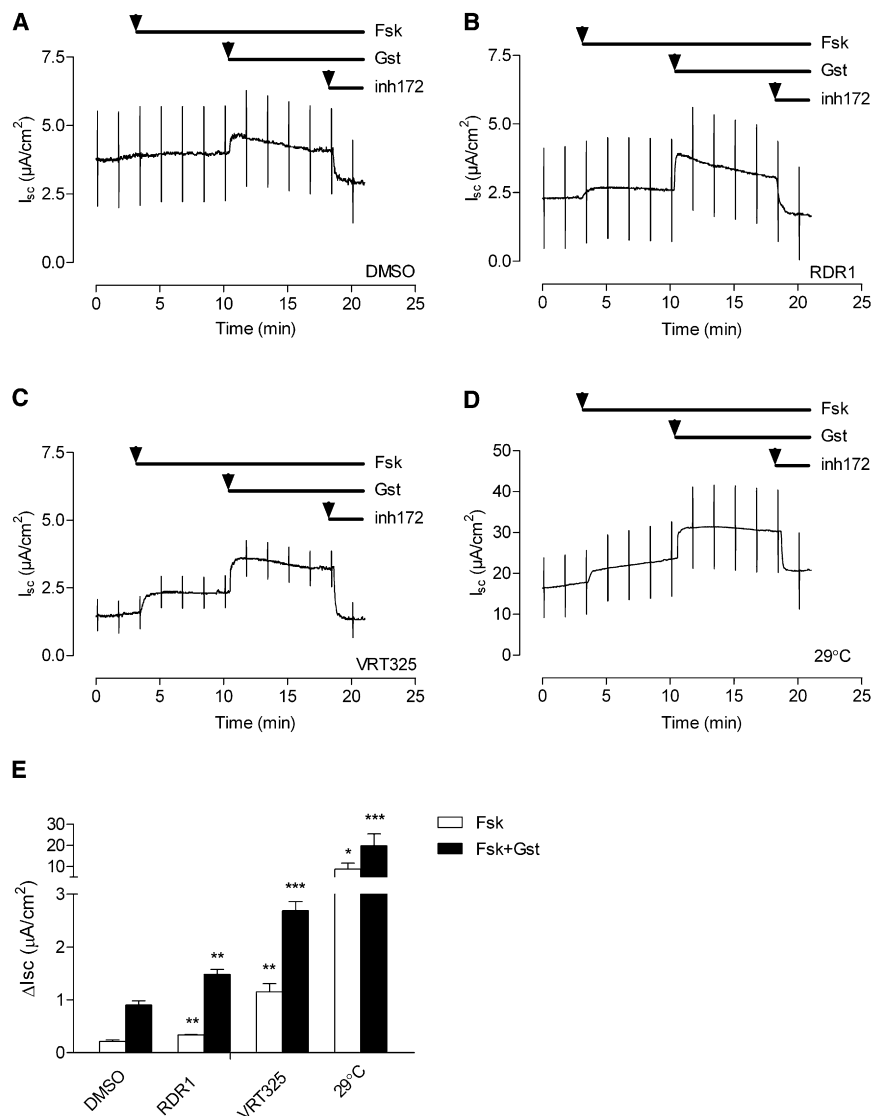 A
Fsk
Gst
inh172
7.5
5.0
2.5
0.0
Isc (µA/cm²)
DMSO
0 5 10 15 20 25
Time (min)
B
Fsk
Gst
inh172
7.5
5.0
2.5
0.0
Isc (µA/cm²)
RDR1
0 5 10 15 20 25
Time (min)
C
Fsk
Gst
inh172
7.5
5.0
2.5
0.0
Isc (µA/cm²)
VRT325
0 5 10 15 20 25
Time (min)
D
Fsk
Gst
inh172
50
40
30
20
10
0
Isc (µA/cm²)
29°C
0 5 10 15 20 25
Time (min)
E
Fsk
Fsk+Gst
30
20
10
3
2
1
0
ΔIsc (µA/cm²)
** ** ** *** * ***
DMSO RDR1 VRT325 29°C